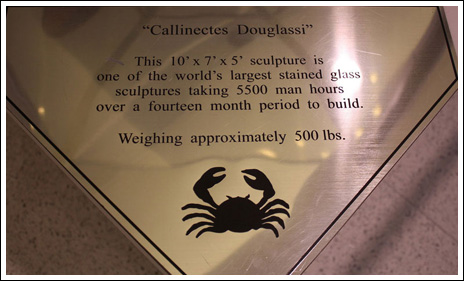 “Callinectes Douglassi”
This 10’ x 7’ x 5’ sculpture is
one of the world’s largest stained glass
sculptures taking 5500 man hours
over a fourteen month period to build.
Weighing approximately 500 lbs.